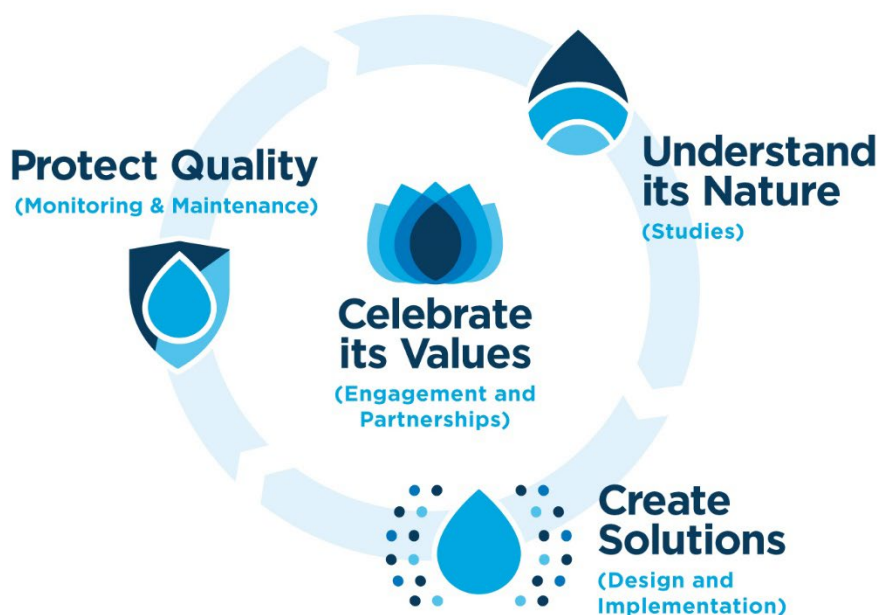 Protect Quality
(Monitoring & Maintenance)
Understand
its Nature
(Studies)
Celebrate
its Values
(Engagement and
Partnerships)
Create
Solutions
(Design and
Implementation)